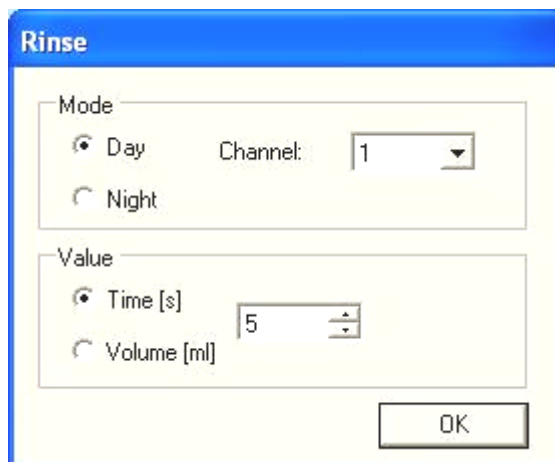 Rinse
Mode
Day Channel: 1
Night
Value
Time [s]
5
Volume [ml]
OK